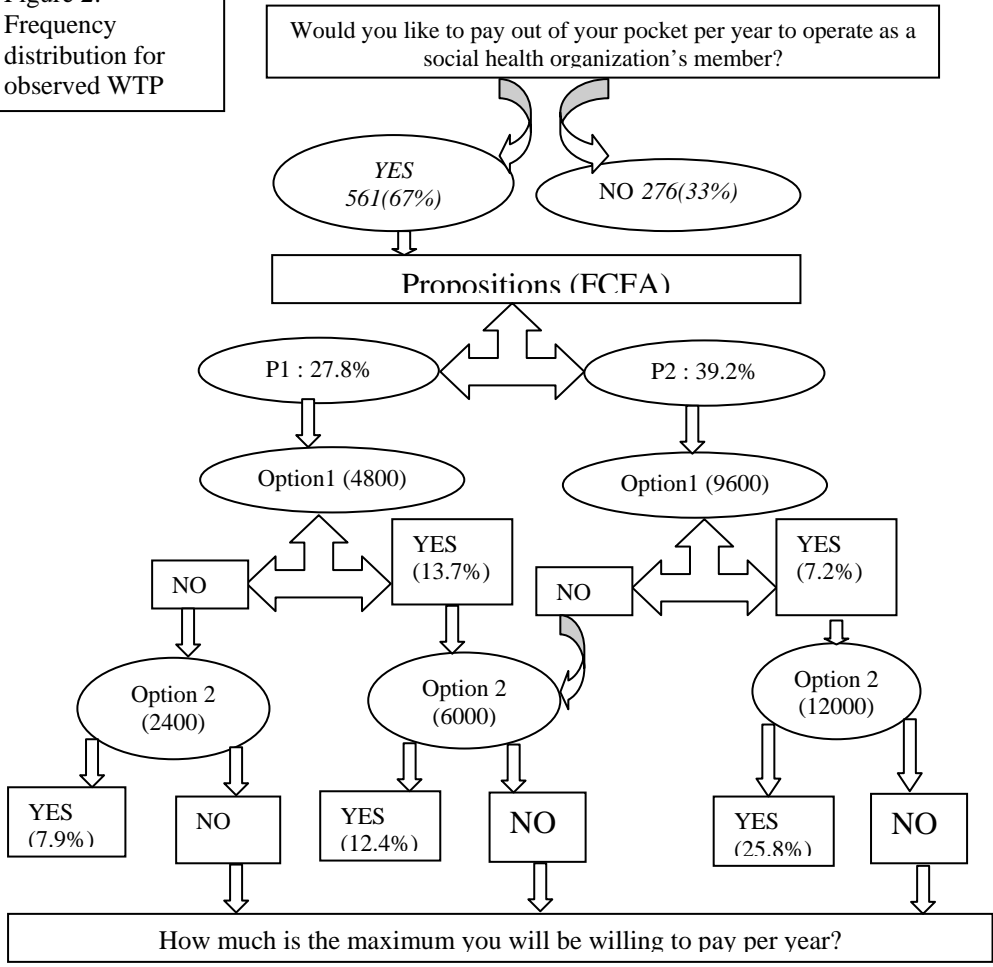 Figure 2:
Frequency
distribution for
observed WTP
Would you like to pay out of your pocket per year to operate as a
social health organization's member?
YES
561(67%)
NO 276(33%)
Propositions (FCFA)
P1 : 27.8%
P2 : 39.2%
Option1 (4800)
Option1 (9600)
NO
YES
(13.7%)
NO
YES
(7.2%)
Option 2
(2400)
Option 2
(6000)
Option 2
(12000)
YES
(7.9%)
NO
YES
(12.4%)
NO
YES
(25.8%)
NO
How much is the maximum you will be willing to pay per year?